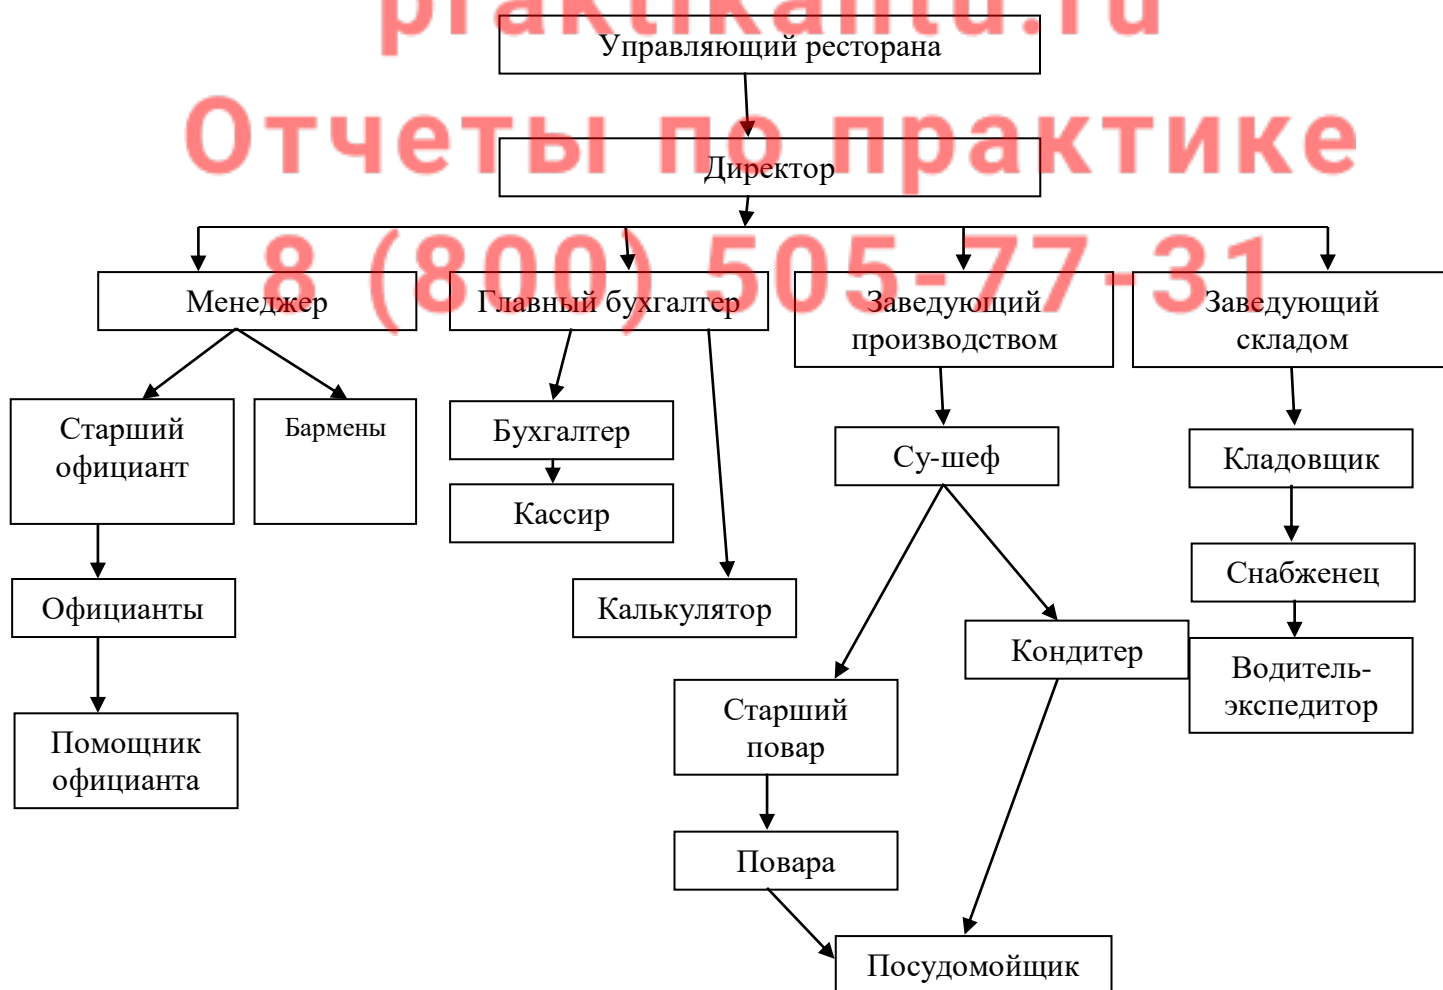 praktikantu.ru
Управляющий ресторана
Отчеты по практике
Директор
8 (800) 505-77-31
Менеджер
Главный бухгалтер
Заведующий
производством
Заведующий
складом
Старший
официант
Бармены
Бухгалтер
Су-шеф
Кладовщик
Кассир
Снабженец
Официанты
Калькулятор
Кондитер
Водитель-
экспедитор
Старший
повар
Помощник
официанта
Повара
Посудомойщик